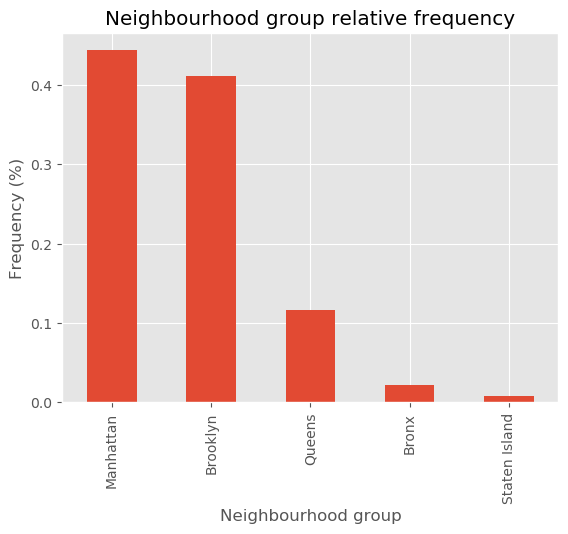 Neighbourhood group relative frequency
Frequency (%)
0.4
0.3
0.2
0.1
0.0
Manhattan
Brooklyn
Queens
Bronx
Staten Island
Neighbourhood group